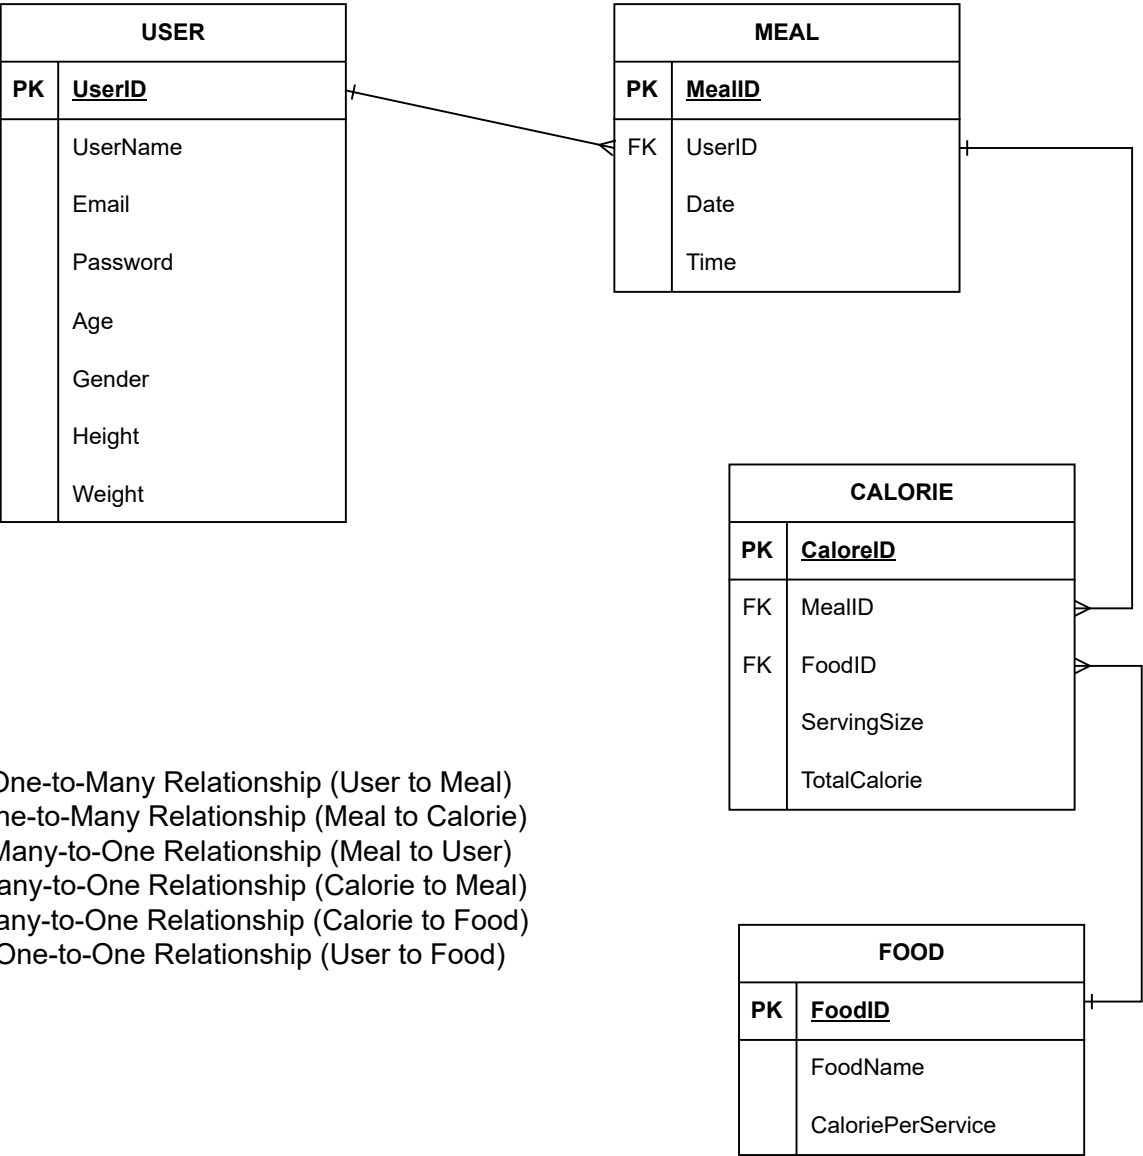 USER
PK UserID
UserName
Email
Password
Age
Gender
Height
Weight
MEAL
PK MealID
FK UserID
Date
Time
CALORIE
PK CaloreID
FK MealID
FK FoodID
ServingSize
TotalCalorie
One-to-Many Relationship (User to Meal)
ne-to-Many Relationship (Meal to Calorie)
Many-to-One Relationship (Meal to User)
any-to-One Relationship (Calorie to Meal)
any-to-One Relationship (Calorie to Food)
One-to-One Relationship (User to Food)
FOOD
PK FoodID
FoodName
CaloriePerService